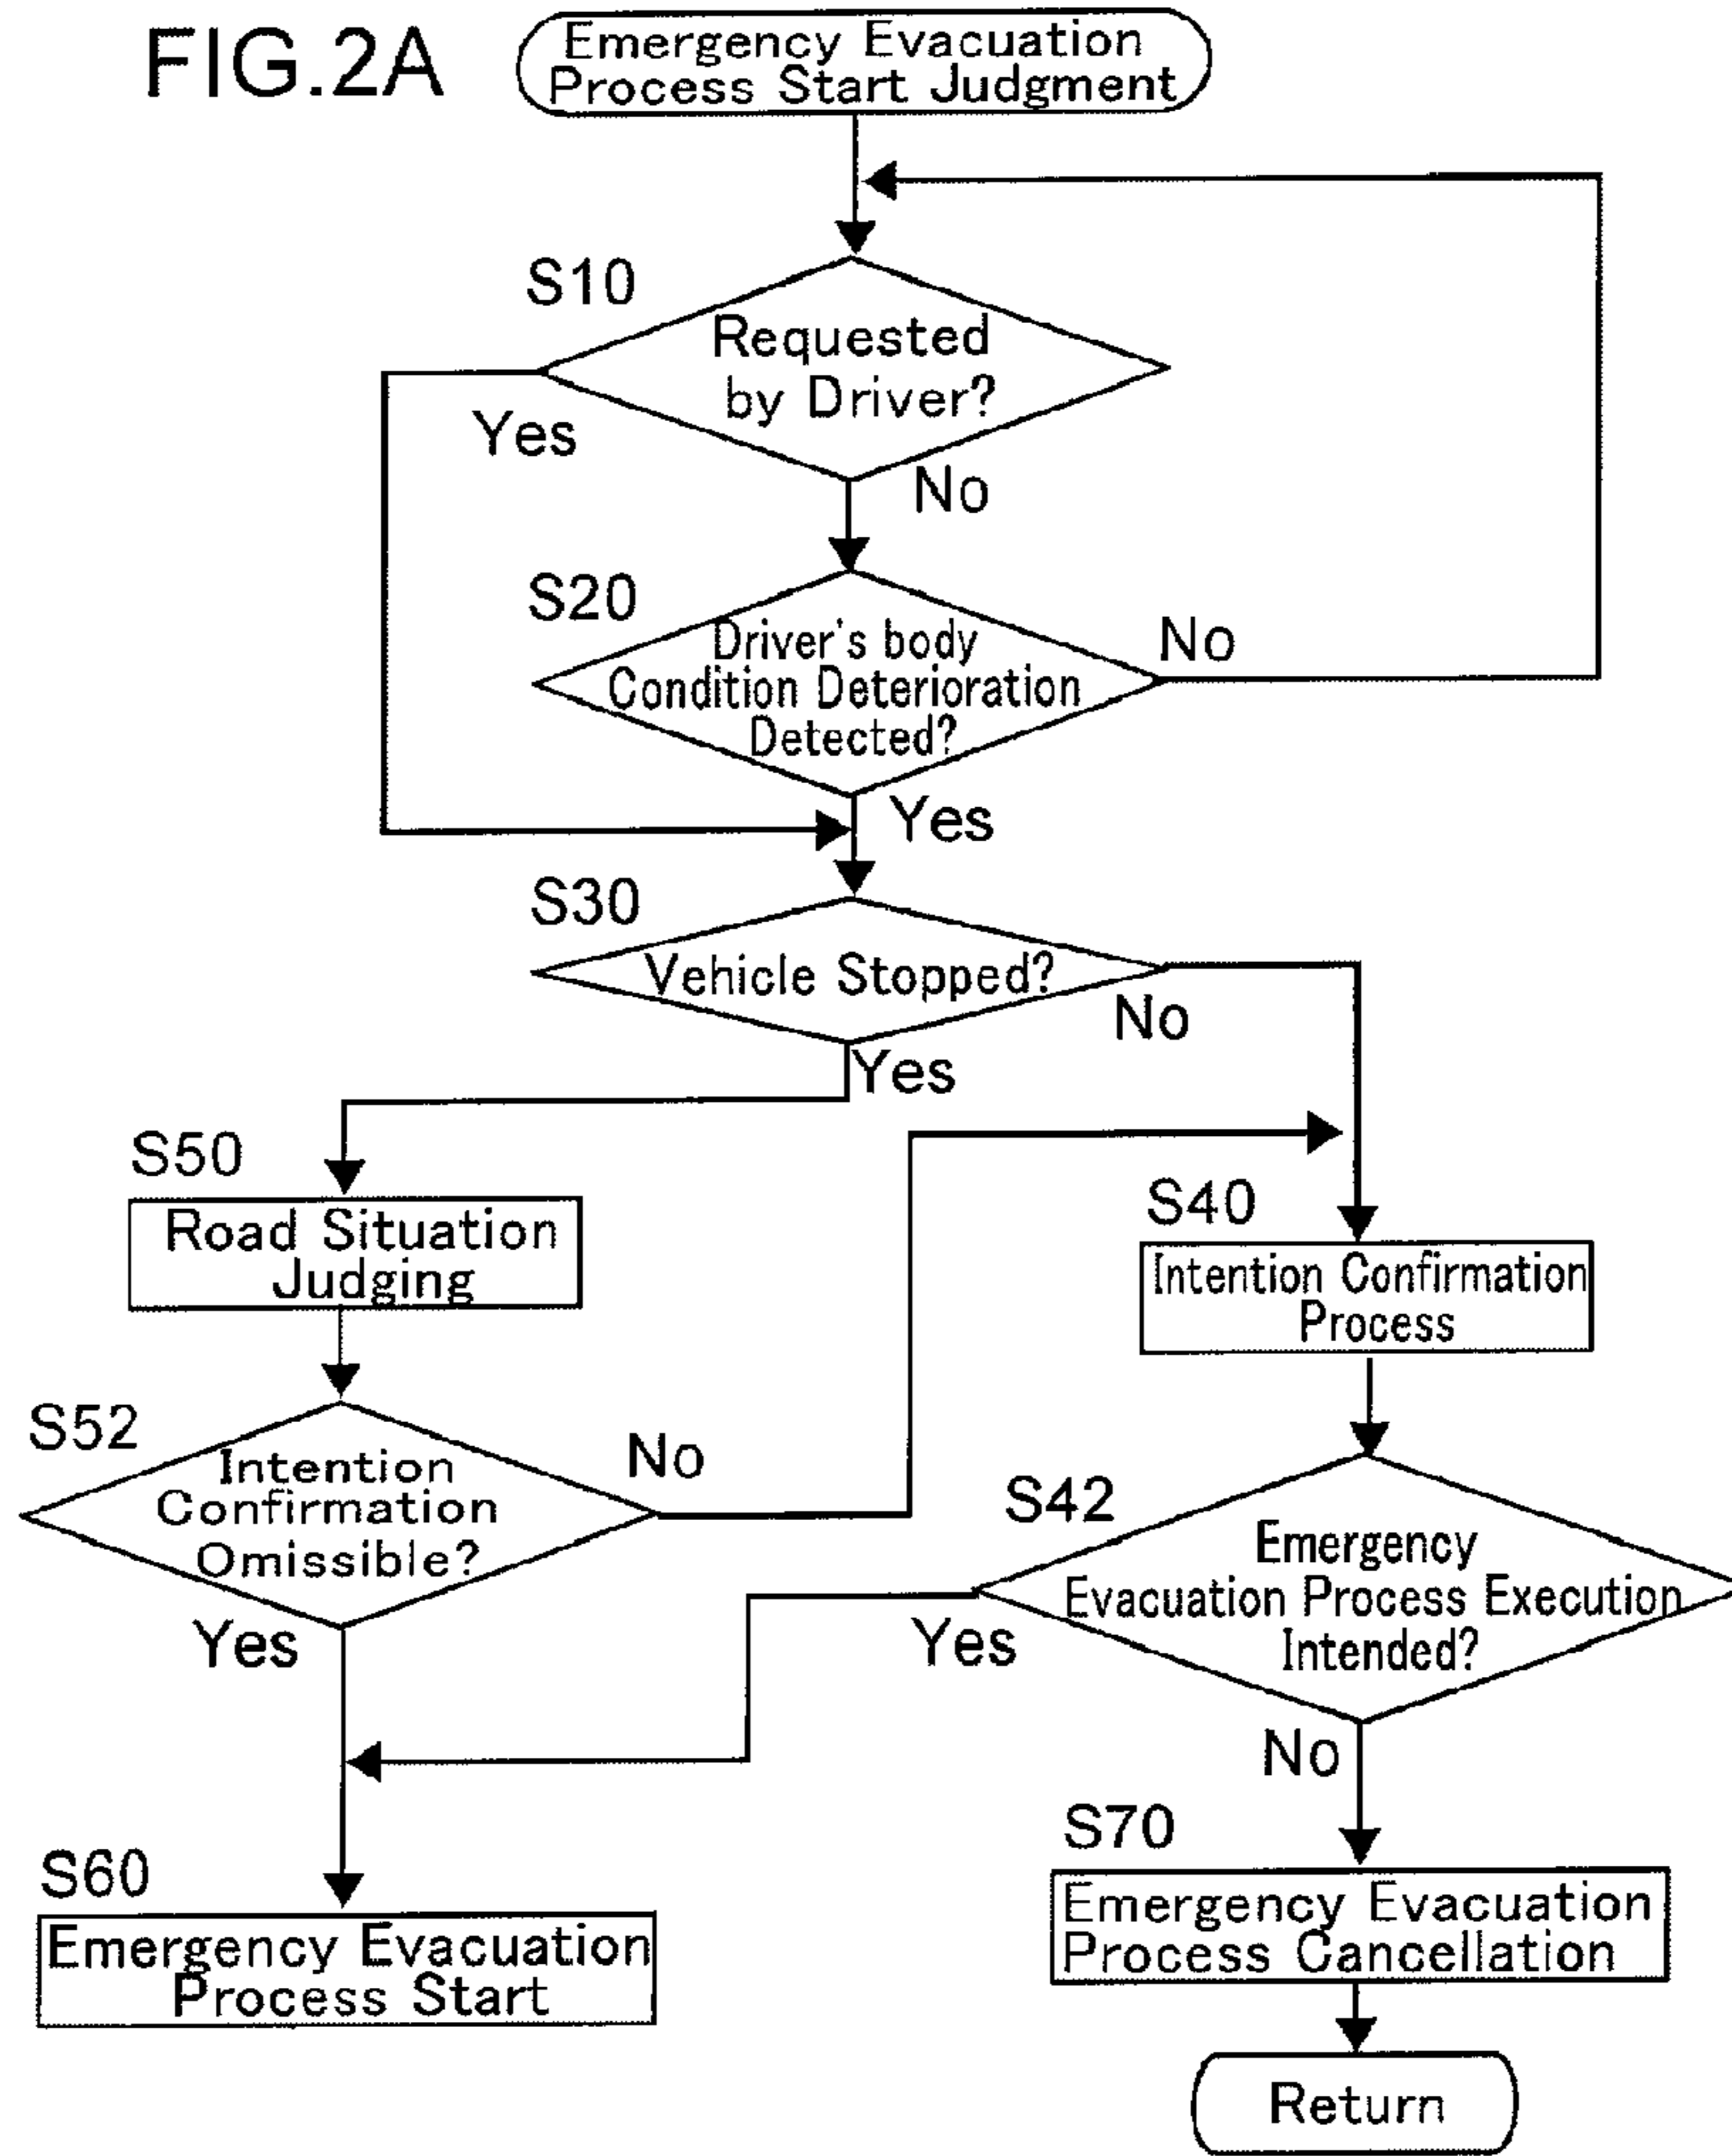 FIG.2A
Emergency Evacuation
Process Start Judgment
S10
Requested
by Driver?
Yes
No
S20
Driver's body
Condition Deterioration
Detected?
No
Yes
S30
Vehicle Stopped?
No
Yes
S50
Road Situation
Judging
S40
Intention Confirmation
Process
S52
Intention
Confirmation
Omissible?
No
Yes
S42
Emergency
Evacuation Process Execution
Intended?
Yes
No
S60
Emergency Evacuation
Process Start
S70
Emergency Evacuation
Process Cancellation
Return